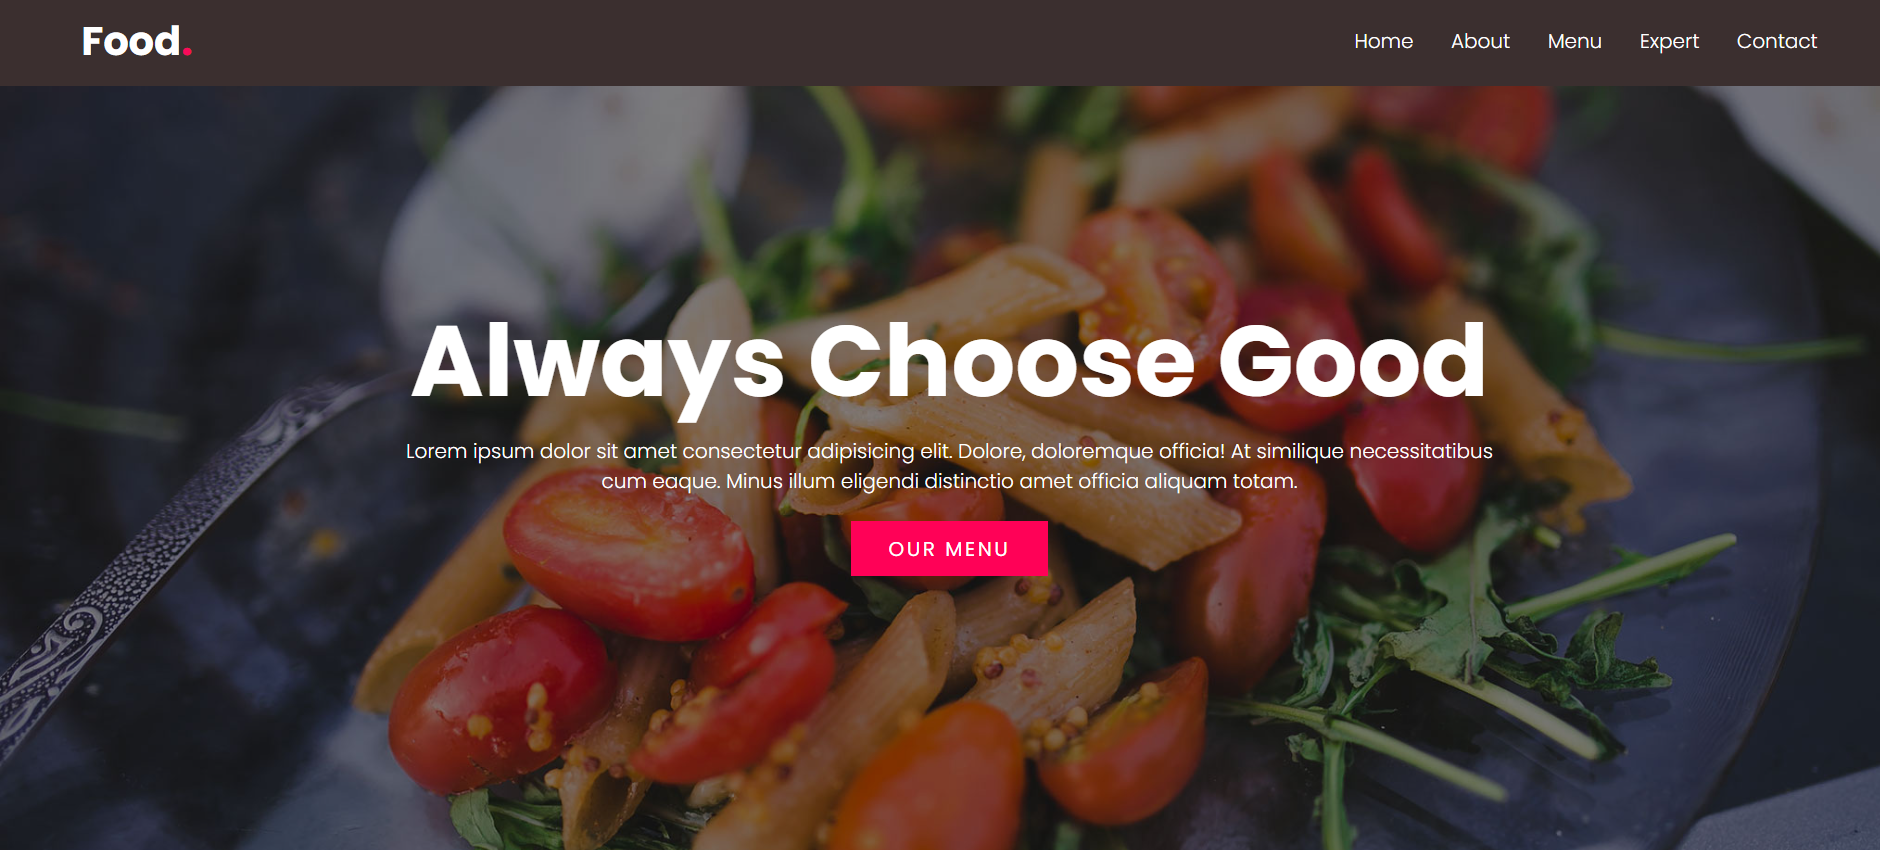 Food.
Home About Menu Expert Contact
Always Choose Good
Lorem ipsum dolor sit amet consectetur adipisicing elit. Dolore, doloremque officia! At similique necessitatibus
cum eaque. Minus illum eligendi distinctio amet officia aliquam totam.
OUR MENU